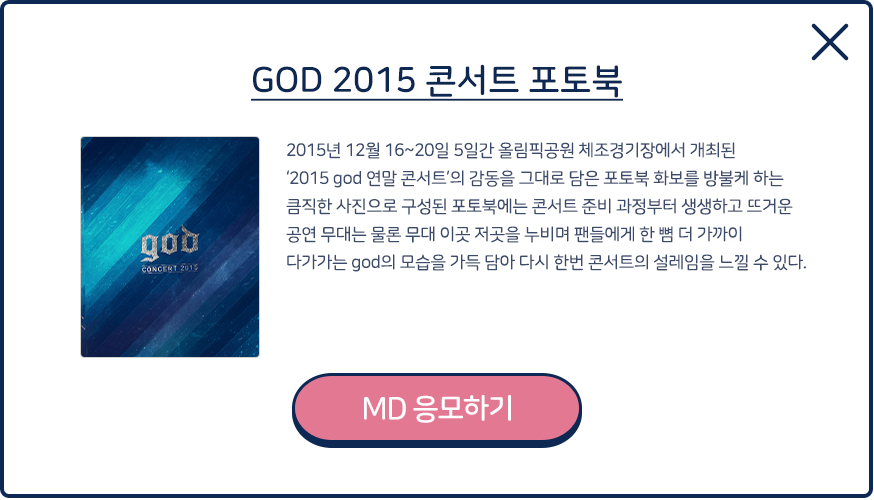 GOD 2015 콘서트 포토북
god
CONCERT 2015
2015년 12월 16~20일 5일간 올림픽공원 체조경기장에서 개최된
‘2015 god 연말 콘서트’의 감동을 그대로 담은 포토북 화보를 방불케 하는
큼직한 사진으로 구성된 포토북에는 콘서트 준비 과정부터 생생하고 뜨거운
공연 무대는 물론 무대 이곳 저곳을 누비며 팬들에게 한 뼘 더 가까이
다가가는 god의 모습을 가득 담아 다시 한번 콘서트의 설레임을 느낄 수 있다.
MD 응모하기